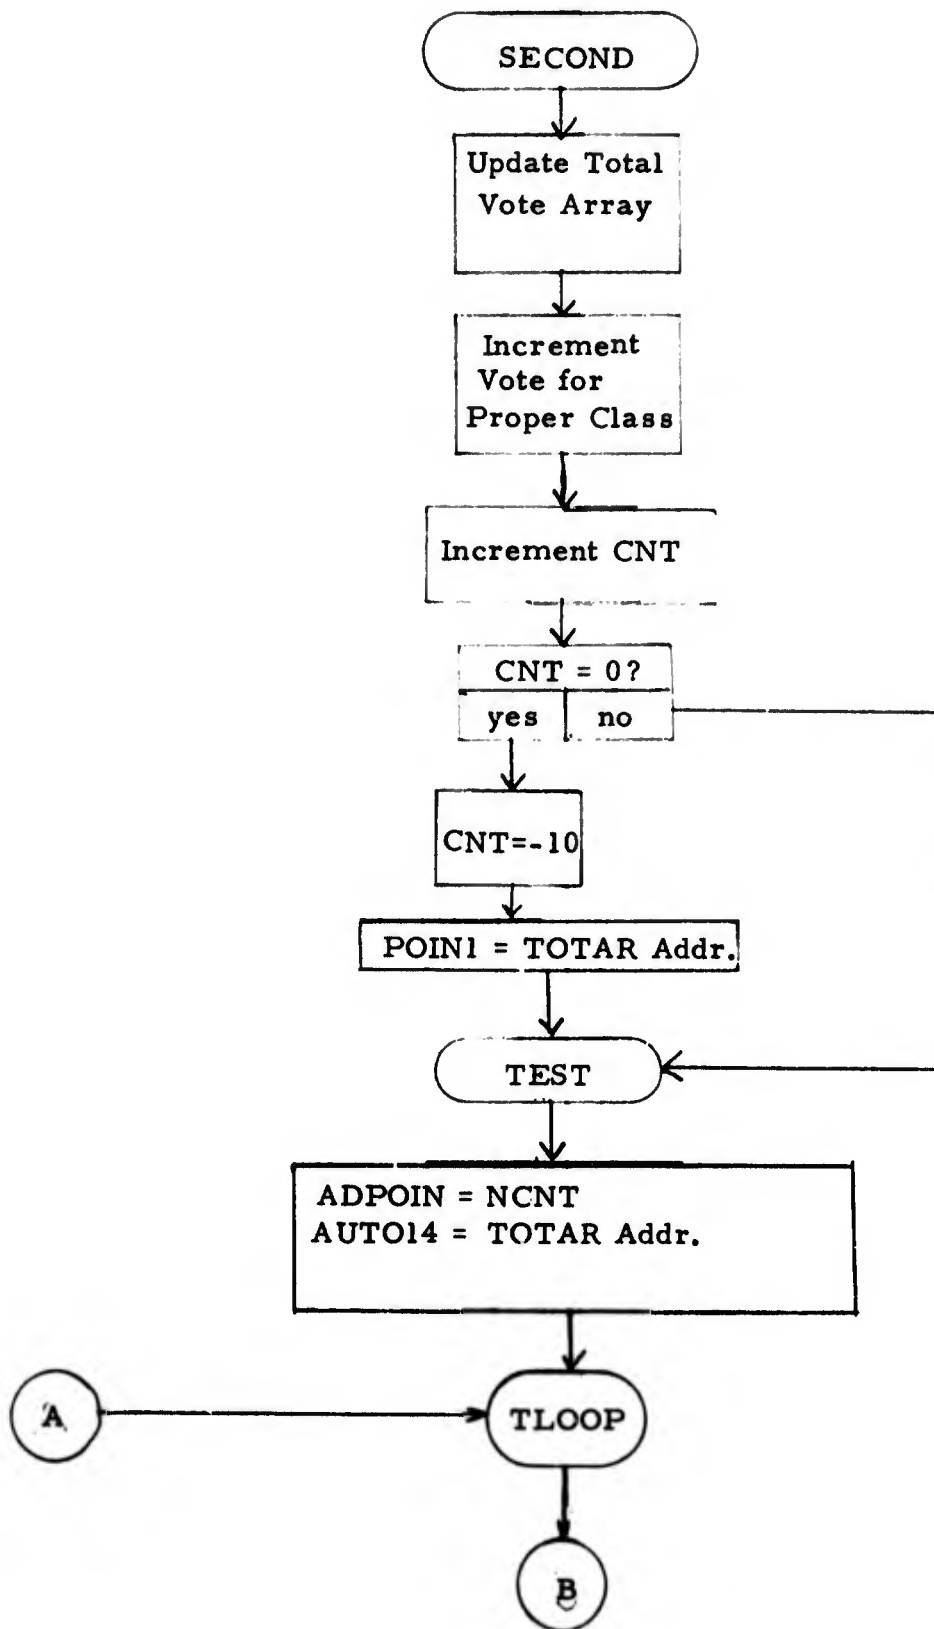 SECOND
Update Total
Vote Array
Increment
Vote for
Proper Class
Increment CNT
CNT = 0?
yes
no
CNT=-10
POIN1 = TOTAR Addr.
TEST
ADPOIN = NCNT
AUTO14 = TOTAR Addr.
A
TLOOP
B